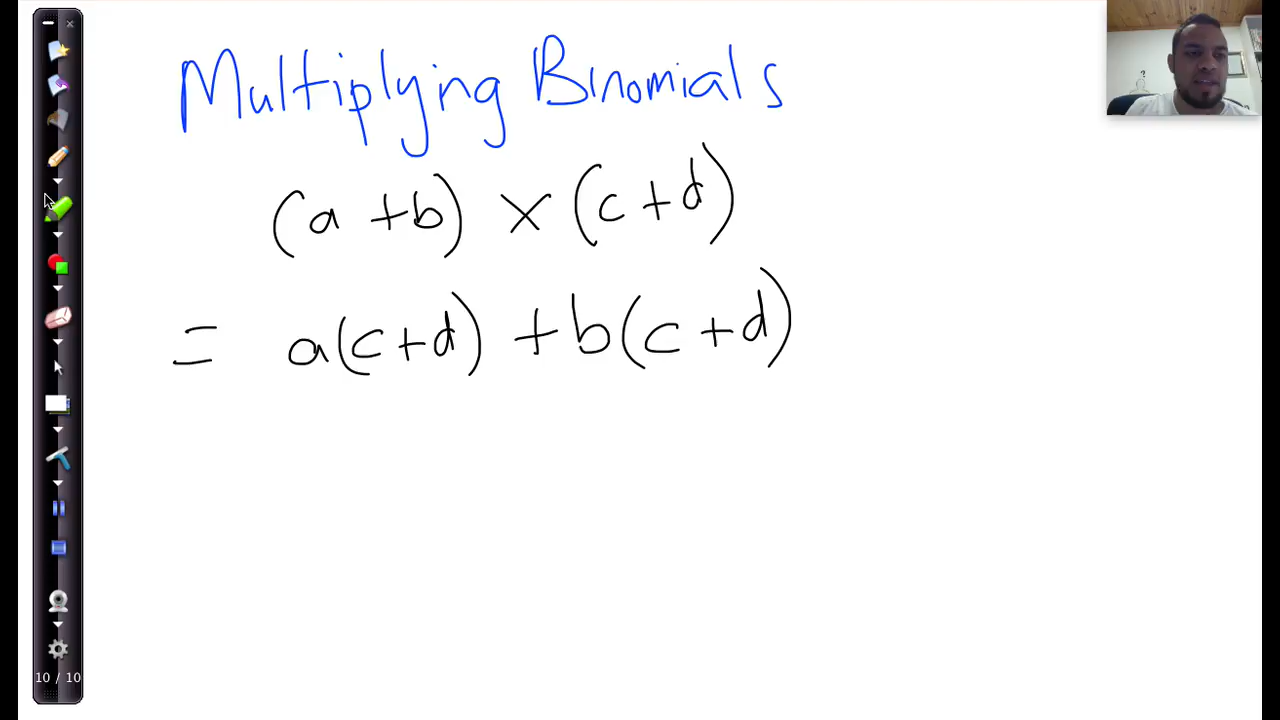 Multiplying Binomials
(a + b) × (c + d)
= a(c + d) + b(c + d)
10 / 10